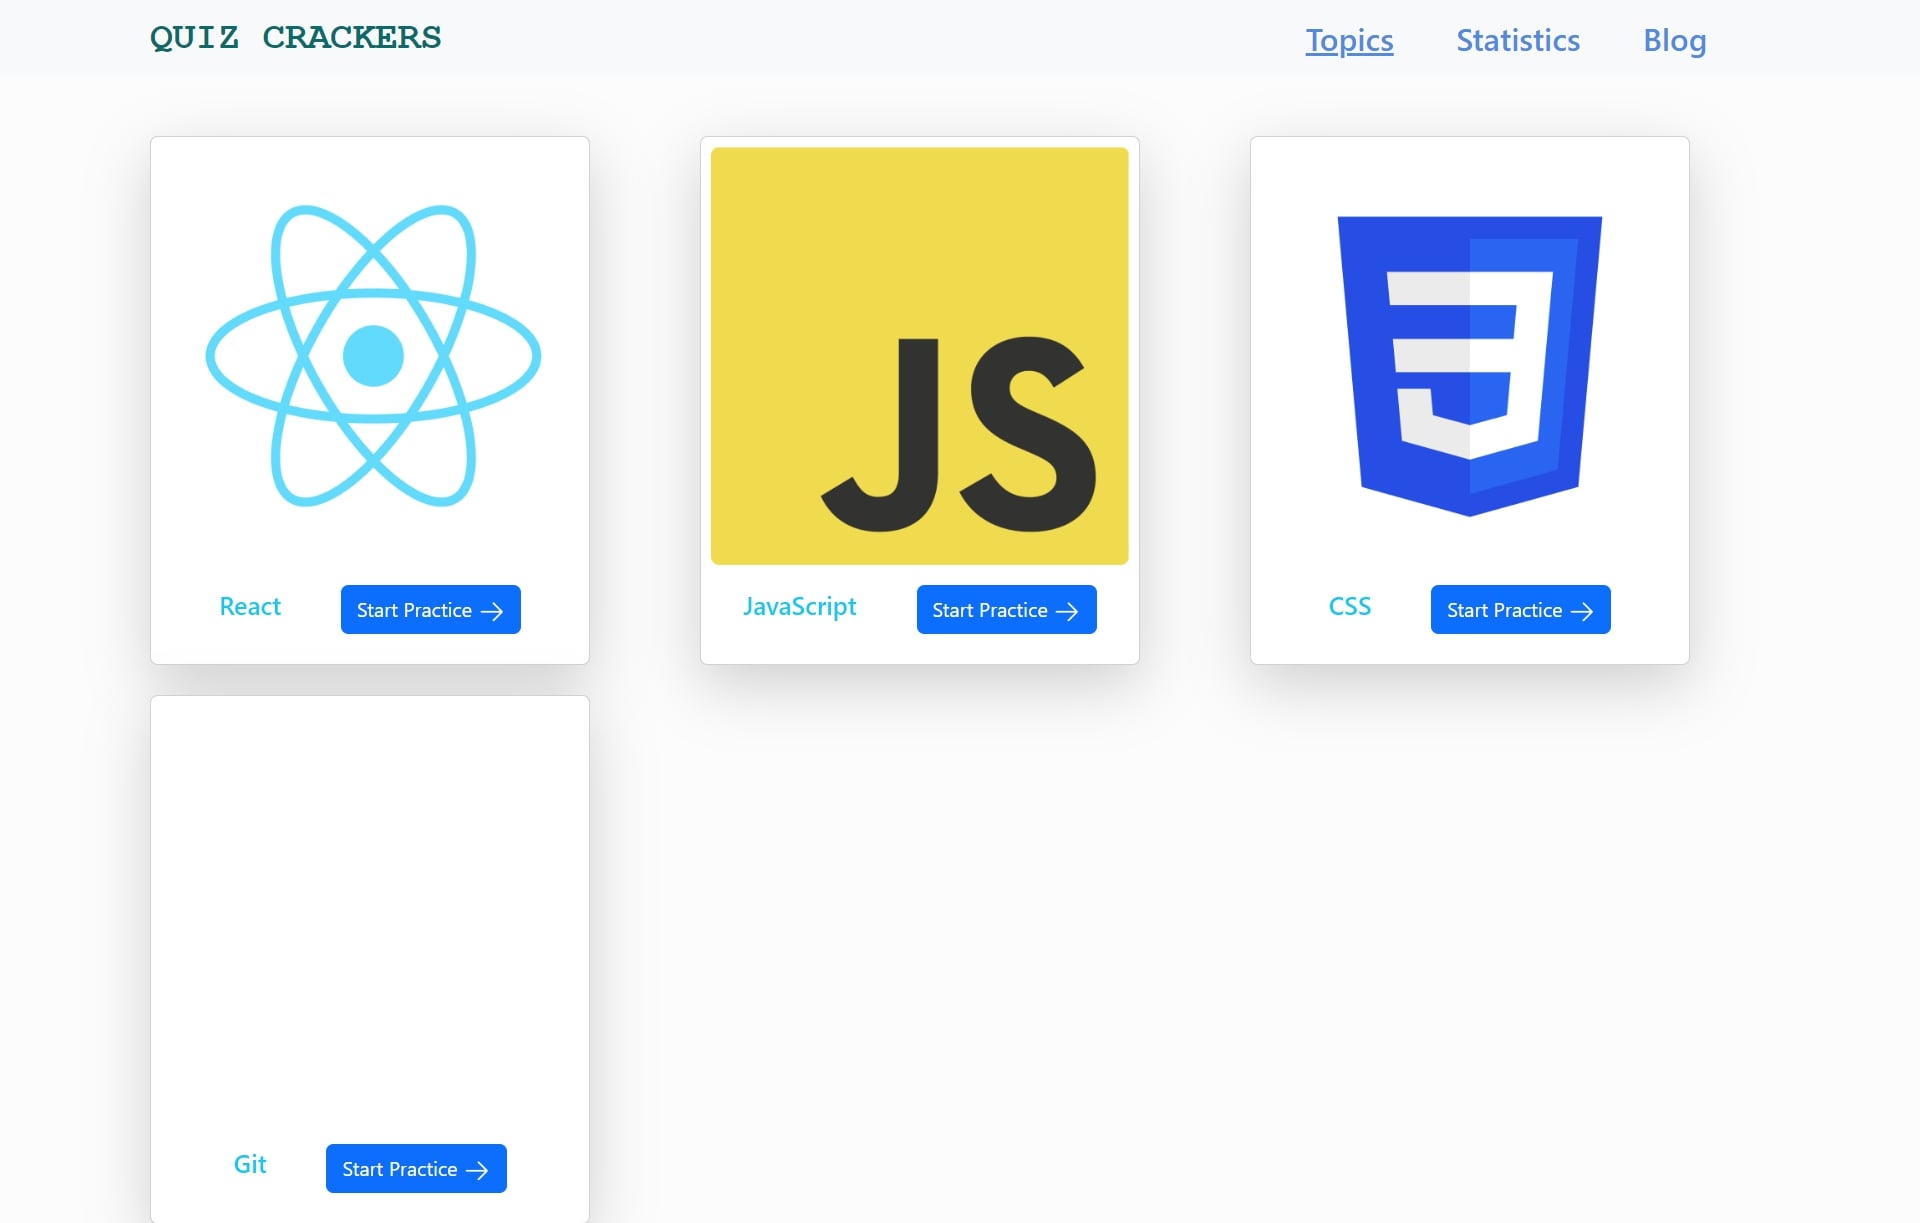 QUIZ CRACKERS
Topics Statistics Blog
JS
React Start Practice →
JavaScript Start Practice →
CSS Start Practice →
Git Start Practice →